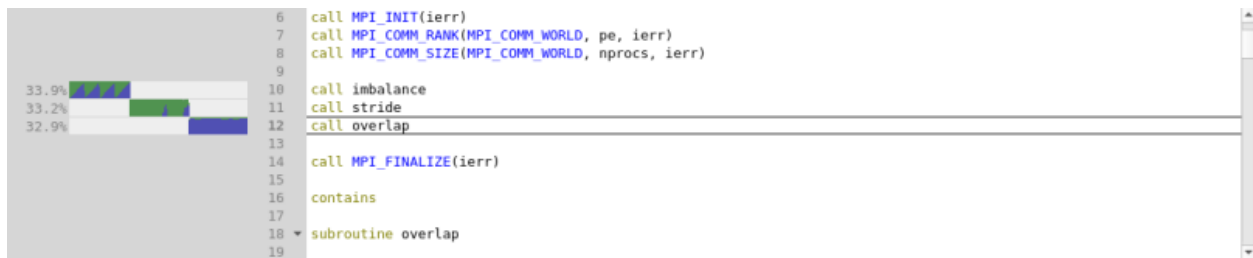 6 call MPI_INIT(ierr)
7 call MPI_COMM_RANK(MPI_COMM_WORLD, pe, ierr)
8 call MPI_COMM_SIZE(MPI_COMM_WORLD, nprocs, ierr)
9
33.9% 10 call imbalance
33.2% 11 call stride
32.9% 12 call overlap
13
14 call MPI_FINALIZE(ierr)
15
16 contains
17
18 subroutine overlap
19